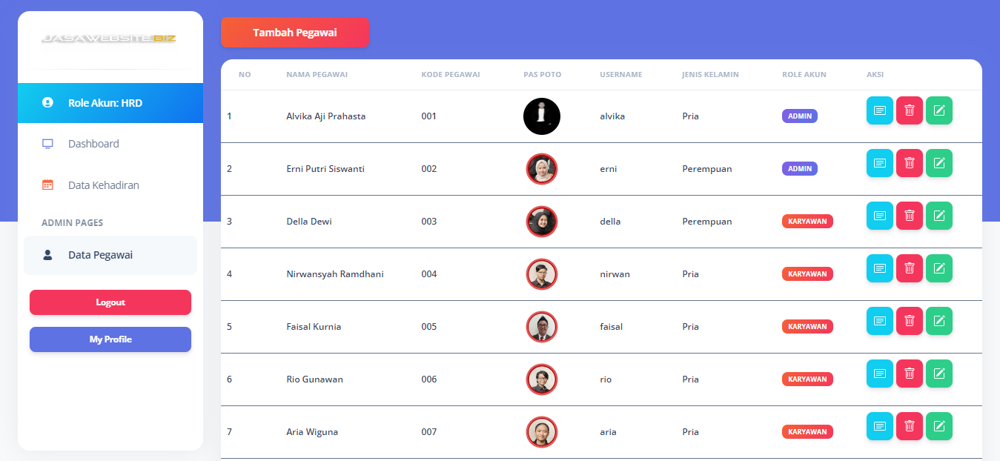 JASAWEBSITE.BIZ
Role Akun: HRD
Dashboard
Data Kehadiran
ADMIN PAGES
Data Pegawai
Logout
My Profile
Tambah Pegawai
NO NAMA PEGAWAI KODE PEGAWAI PAS POTO USERNAME JENIS KELAMIN ROLE AKUN AKSI
1 Alvika Aji Prahasta 001 alvika Pria ADMIN
2 Erni Putri Siswanti 002 erni Perempuan ADMIN
3 Della Dewi 003 della Perempuan KARYAWAN
4 Nirwansyah Ramdhani 004 nirwan Pria KARYAWAN
5 Faisal Kurnia 005 faisal Pria KARYAWAN
6 Rio Gunawan 006 rio Pria KARYAWAN
7 Aria Wiguna 007 aria Pria KARYAWAN